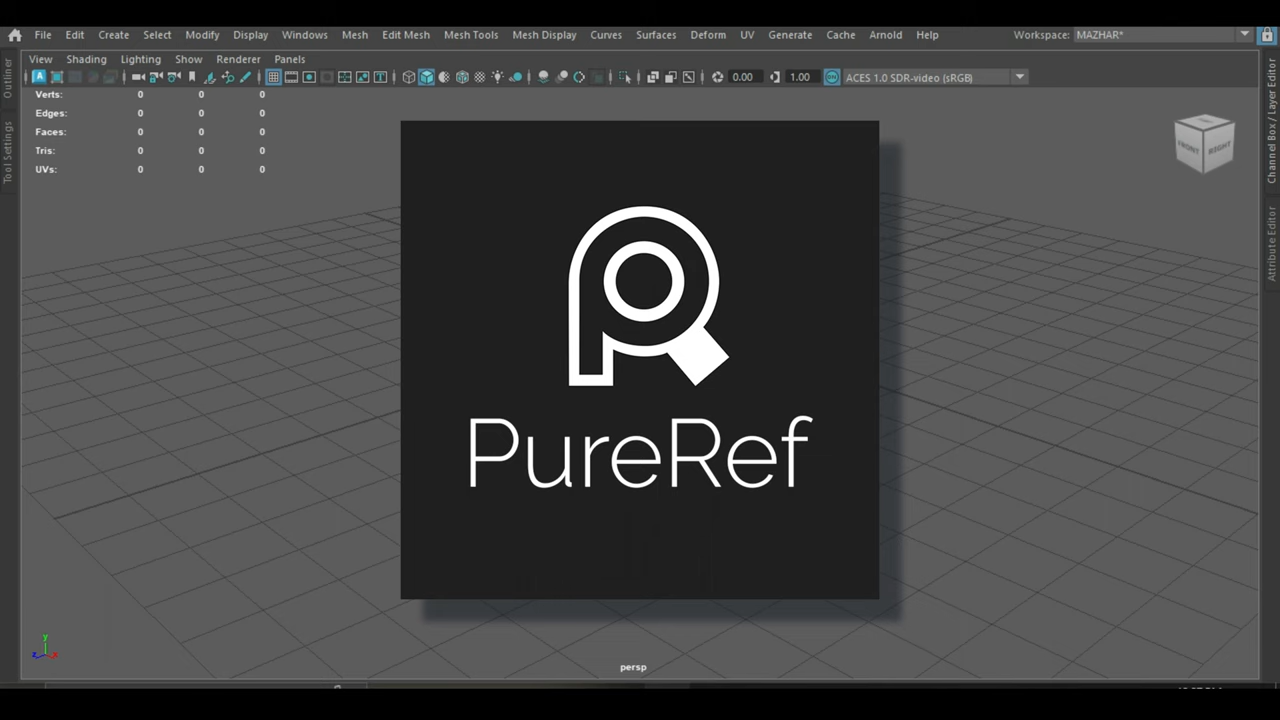 File Edit Create Select Modify Display Windows Mesh Edit Mesh Mesh Tools Mesh Display Curves Surfaces Deform UV Generate Cache Arnold Help Workspace: MAZHAR*
View Shading Lighting Show Renderer Panels
0.00 1.00 ON ACES 1.0 SDR-video (sRGB)
Verts: 0 0 0
Edges: 0 0 0
Faces: 0 0 0
Tris: 0 0 0
UVs: 0 0 0
Outliner
Tool Settings
FRONT RIGHT
Channel Box / Layer Editor
Attribute Editor
PureRef
y
z x
persp